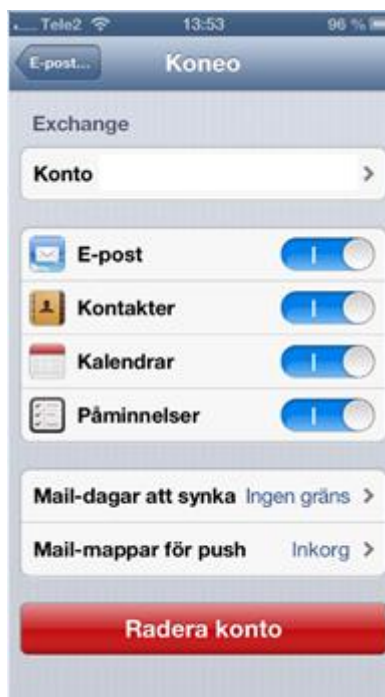 Tele2 13:53 96 %
E-post... Koneo
Exchange
Konto
E-post
Kontakter
Kalendrar
Påminnelser
Mail-dagar att synka Ingen gräns
Mail-mappar för push Inkorg
Radera konto